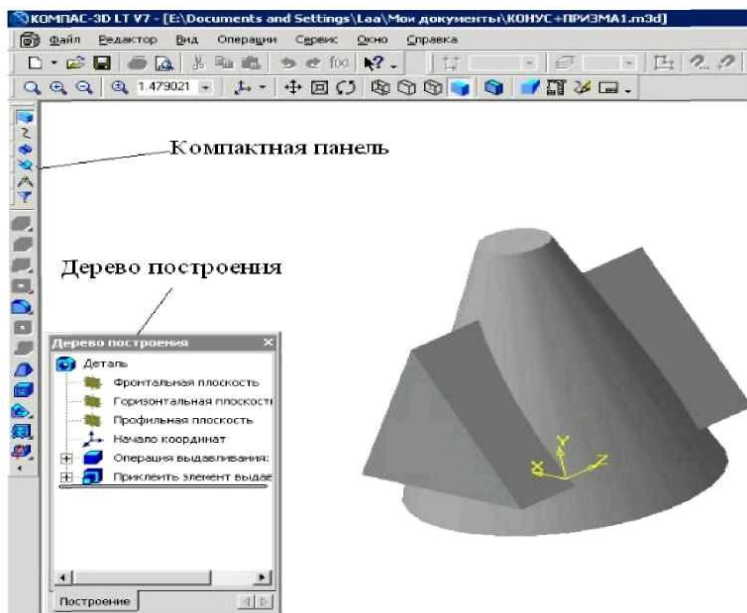 КОМПАС-3D LT V7 - [E:\Documents and Settings\Laa\Мои документы\КОНУС+ПРИЗМА1.m3d]
Файл Редактор Вид Операции Сервис Окно Справка
1.479021
Компактная панель
Дерево построения
Дерево построения
Деталь
Фронтальная плоскость
Горизонтальная плоскост
Профильная плоскость
Начало координат
Операция выдавливания:
Приклеить элемент выдае
Построение
Y
X
Z